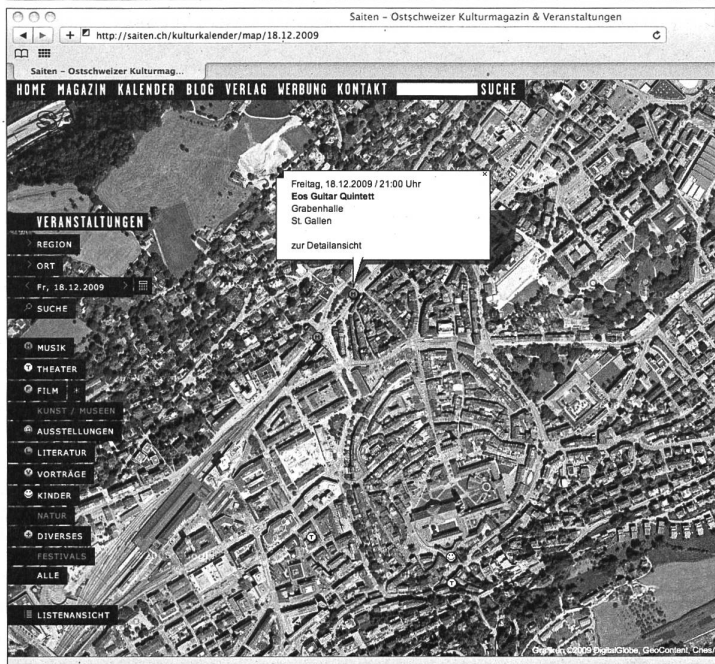 Saiten – Ostschweizer Kulturmagazin & Veranstaltungen
http://saiten.ch/kulturkalender/map/18.12.2009
Saiten – Ostschweizer Kulturmag...
HOME MAGAZIN KALENDER BLOG VERLAG WERBUNG KONTAKT SUCHE
Freitag, 18.12.2009 / 21:00 Uhr
Eos Guitar Quintett
Grabenhalle
St. Gallen
zur Detailansicht
VERANSTALTUNGEN
REGION
ORT
Fr, 18.12.2009
SUCHE
MUSIK
THEATER
FILM +
KUNST / MUSEEN
AUSSTELLUNGEN
LITERATUR
VORTRÄGE
KINDER
NATUR
DIVERSES
FESTIVALS
ALLE
LISTENANSICHT
©2009 DigitalGlobe, GeoContent, Cnes/